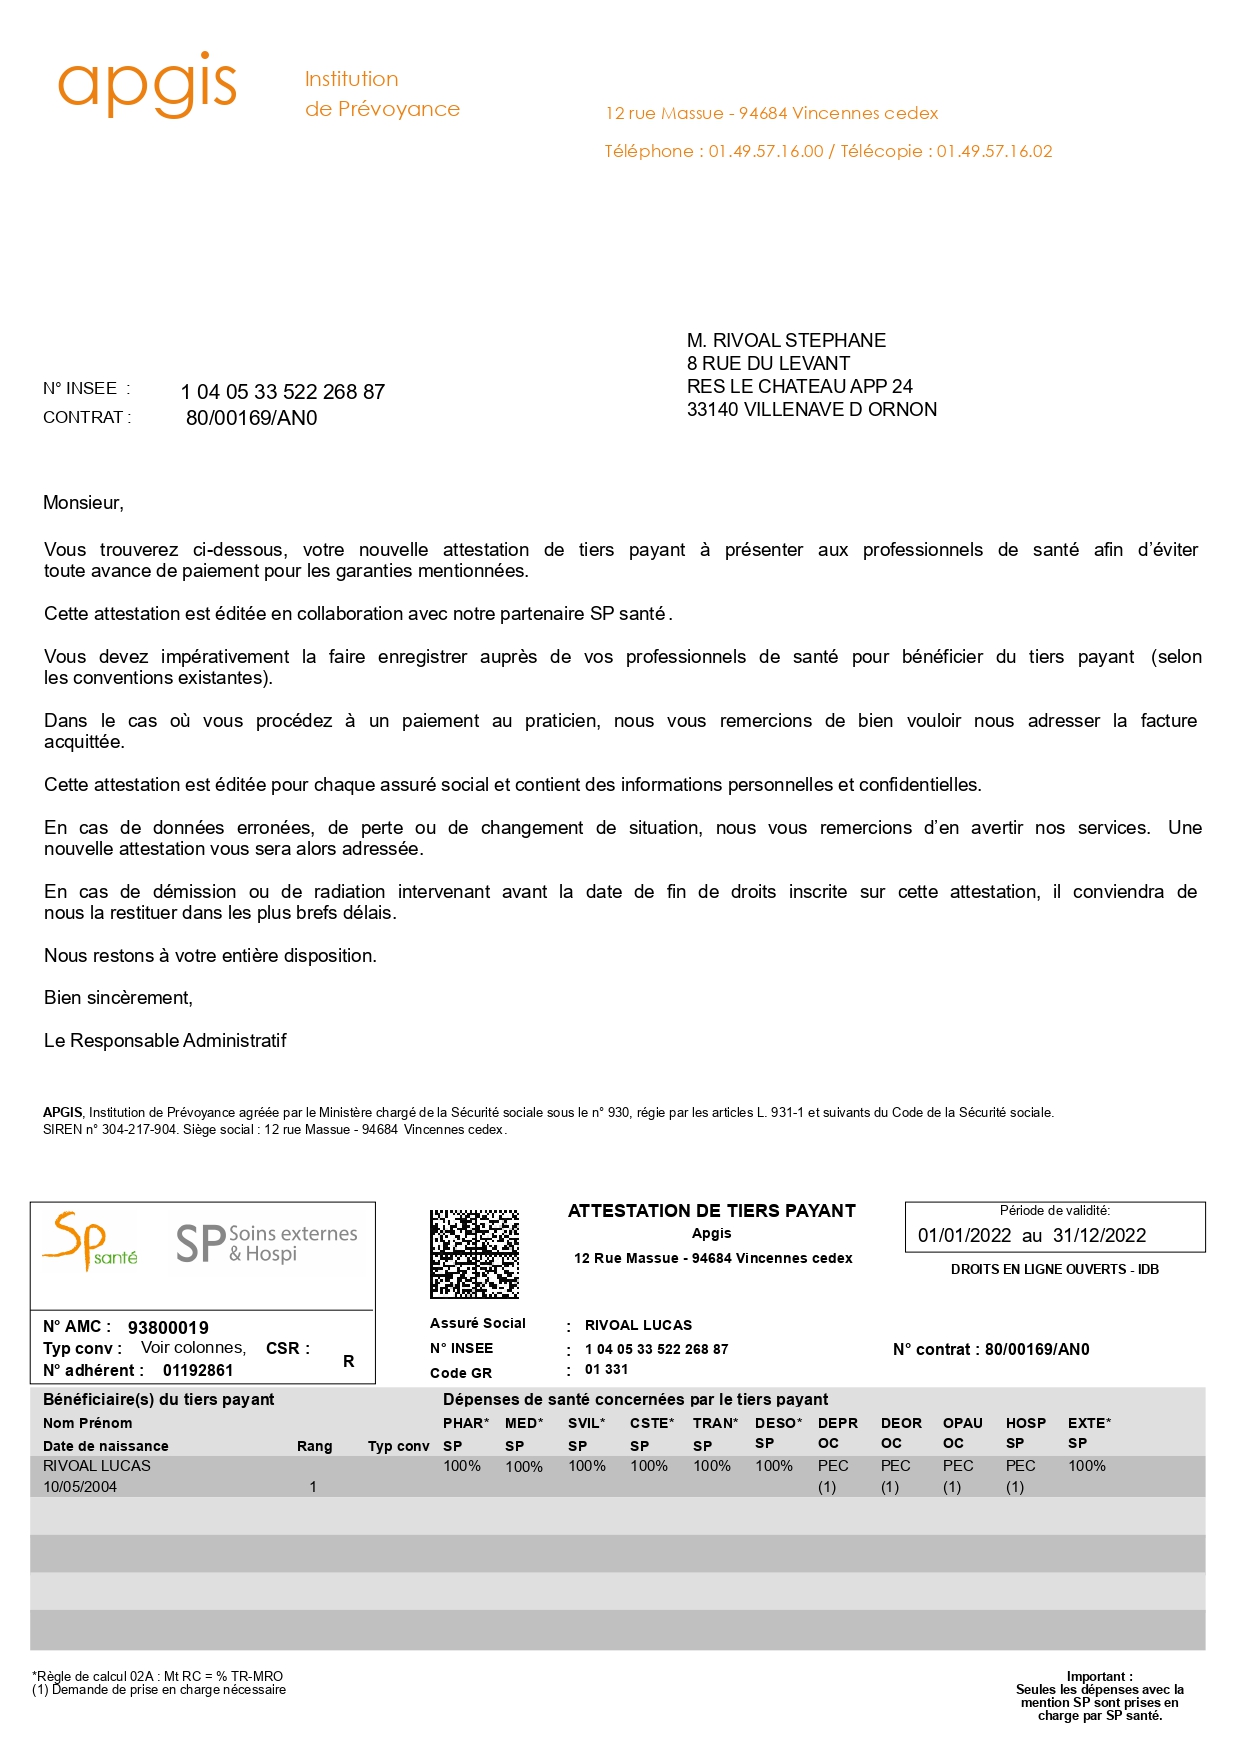 apgis
Institution
de Prévoyance
12 rue Massue - 94684 Vincennes cedex
Téléphone : 01.49.57.16.00 / Télécopie : 01.49.57.16.02
M. RIVOAL STEPHANE
8 RUE DU LEVANT
RES LE CHATEAU APP 24
33140 VILLENAVE D ORNON
N° INSEE : 1 04 05 33 522 268 87
CONTRAT : 80/00169/AN0
Monsieur,
Vous trouverez ci-dessous, votre nouvelle attestation de tiers payant à présenter aux professionnels de santé afin d'éviter
toute avance de paiement pour les garanties mentionnées.
Cette attestation est éditée en collaboration avec notre partenaire SP santé .
Vous devez impérativement la faire enregistrer auprès de vos professionnels de santé pour bénéficier du tiers payant (selon
les conventions existantes).
Dans le cas où vous procédez à un paiement au praticien, nous vous remercions de bien vouloir nous adresser la facture
acquittée.
Cette attestation est éditée pour chaque assuré social et contient des informations personnelles et confidentielles.
En cas de données erronées, de perte ou de changement de situation, nous vous remercions d'en avertir nos services. Une
nouvelle attestation vous sera alors adressée.
En cas de démission ou de radiation intervenant avant la date de fin de droits inscrite sur cette attestation, il conviendra de
nous la restituer dans les plus brefs délais.
Nous restons à votre entière disposition.
Bien sincèrement,
Le Responsable Administratif
APGIS, Institution de Prévoyance agréée par le Ministère chargé de la Sécurité sociale sous le n° 930, régie par les articles L. 931-1 et suivants du Code de la Sécurité sociale.
SIREN n° 304-217-904. Siège social : 12 rue Massue - 94684 Vincennes cedex.
Sp santé
SP Soins externes
& Hospi
N° AMC : 93800019
Typ conv : Voir colonnes, CSR : R
N° adhérent : 01192861
ATTESTATION DE TIERS PAYANT
Apgis
12 Rue Massue - 94684 Vincennes cedex
Période de validité:
01/01/2022 au 31/12/2022
DROITS EN LIGNE OUVERTS - IDB
Assuré Social : RIVOAL LUCAS
N° INSEE : 1 04 05 33 522 268 87
Code GR : 01 331
N° contrat : 80/00169/AN0
Bénéficiaire(s) du tiers payant Dépenses de santé concernées par le tiers payant
Nom Prénom PHAR* MED* SVIL* CSTE* TRAN* DESO* DEPR DEOR OPAU HOSP EXTE*
Date de naissance Rang Typ conv SP SP SP SP SP SP OC OC OC SP SP
RIVOAL LUCAS 100% 100% 100% 100% 100% 100% PEC PEC PEC PEC 100%
10/05/2004 1 (1) (1) (1) (1)
*Règle de calcul 02A : Mt RC = % TR-MRO
(1) Demande de prise en charge nécessaire
Important :
Seules les dépenses avec la
mention SP sont prises en
charge par SP santé.